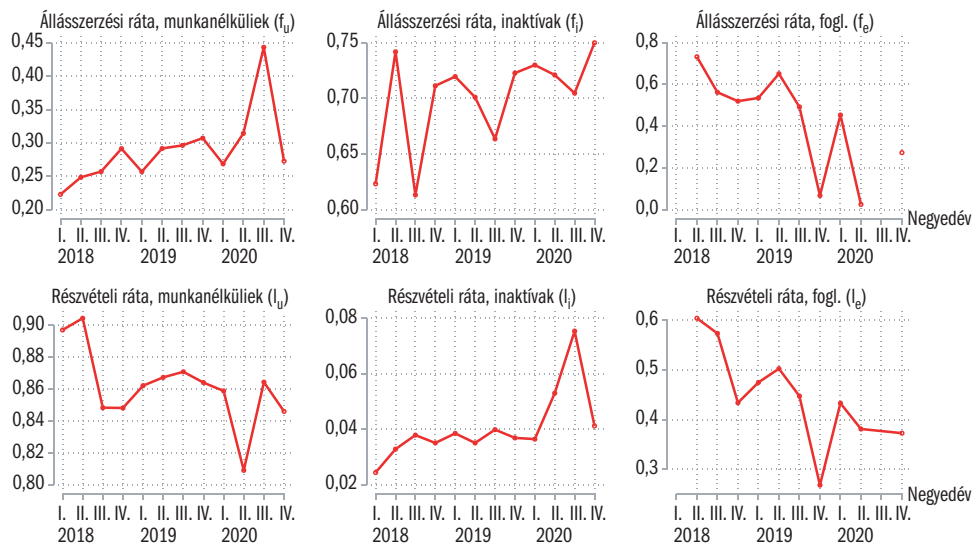 Állásszerzési ráta, munkanélküliek (fu)
0,45
0,40
0,35
0,30
0,25
0,20
I. II. III. IV. I. II. III. IV. I. II. III. IV.
2018 2019 2020
Állásszerzési ráta, inaktívak (fi)
0,75
0,70
0,65
0,60
I. II. III. IV. I. II. III. IV. I. II. III. IV.
2018 2019 2020
Állásszerzési ráta, fogl. (fe)
0,8
0,6
0,4
0,2
0,0
Negyedév
I. II. III. IV. I. II. III. IV. I. II. III. IV.
2018 2019 2020
Részvételi ráta, munkanélküliek (lu)
0,90
0,88
0,86
0,84
0,82
0,80
I. II. III. IV. I. II. III. IV. I. II. III. IV.
2018 2019 2020
Részvételi ráta, inaktívak (li)
0,08
0,06
0,04
0,02
I. II. III. IV. I. II. III. IV. I. II. III. IV.
2018 2019 2020
Részvételi ráta, fogl. (le)
0,6
0,5
0,4
0,3
Negyedév
I. II. III. IV. I. II. III. IV. I. II. III. IV.
2018 2019 2020